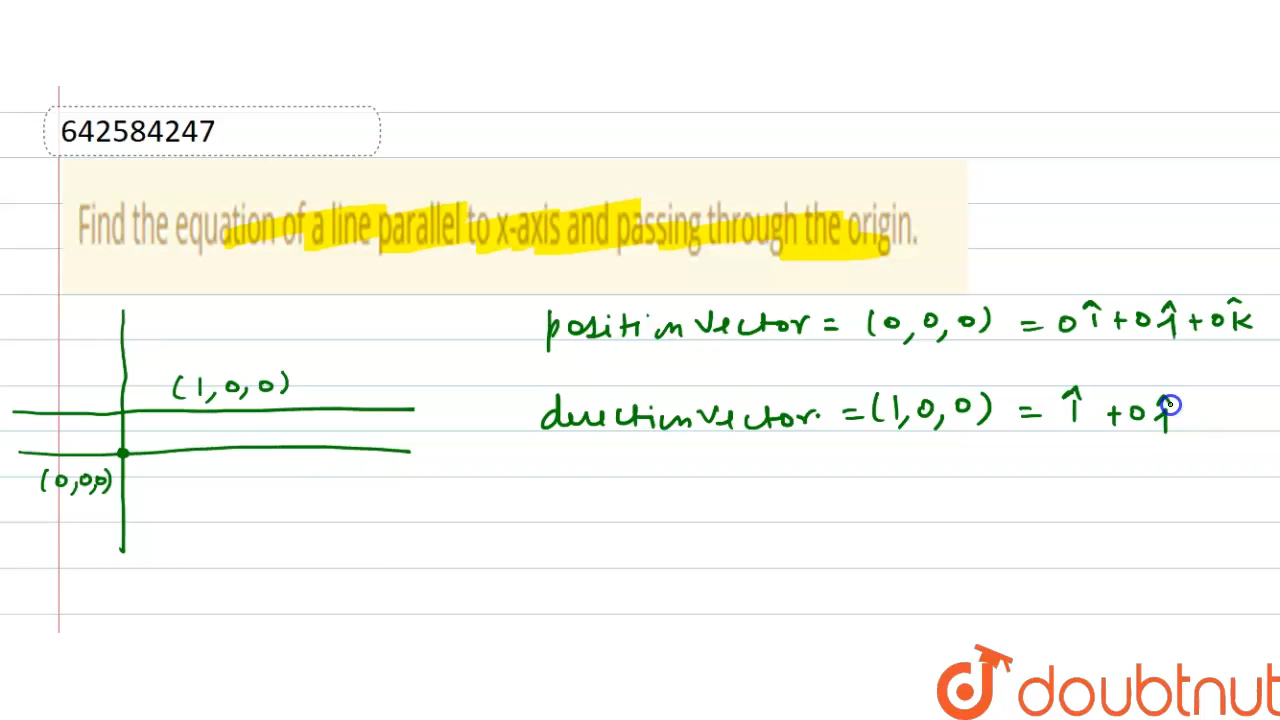 642584247
Find the equation of a line parallel to x-axis and passing through the origin.
position vector = (0, 0, 0) = 0î + 0ĵ + 0k̂
(1, 0, 0)
direction vector. = (1, 0, 0) = î + 0ĵ
(0, 0, 0)
doubtnut